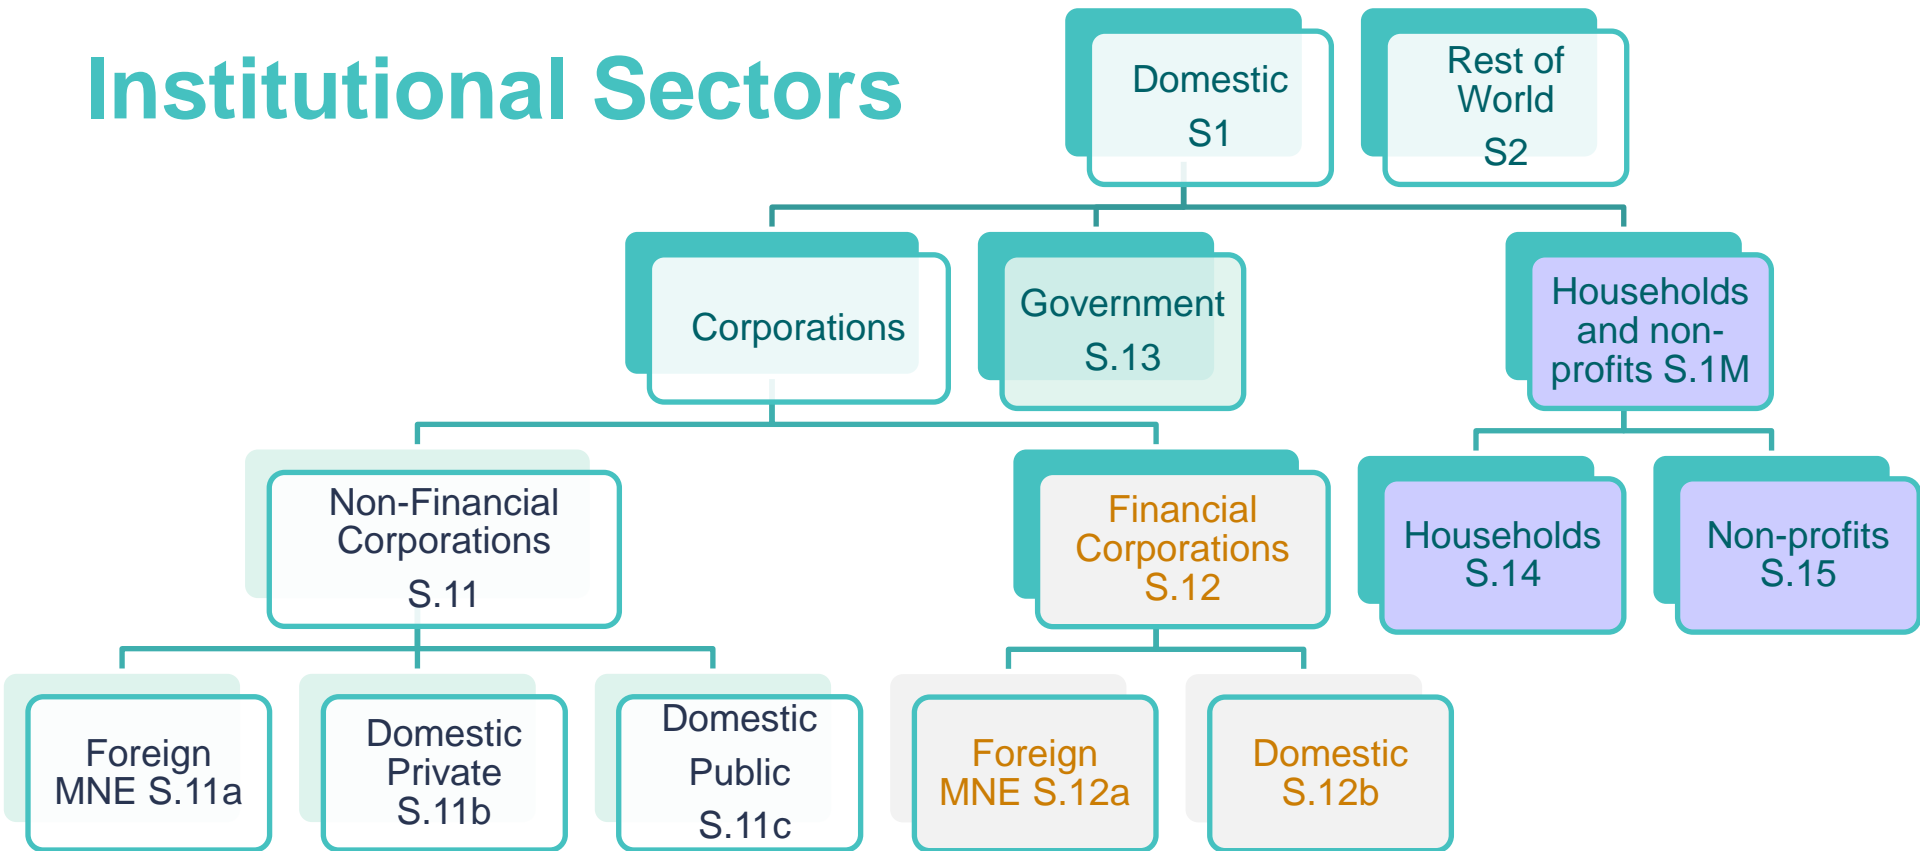 Institutional Sectors
Domestic
S1
Rest of
World
S2
Corporations
Government
S.13
Households
and non-
profits S.1M
Non-Financial
Corporations
S.11
Financial
Corporations
S.12
Households
S.14
Non-profits
S.15
Foreign
MNE S.11a
Domestic
Private
S.11b
Domestic
Public
S.11c
Foreign
MNE S.12a
Domestic
S.12b